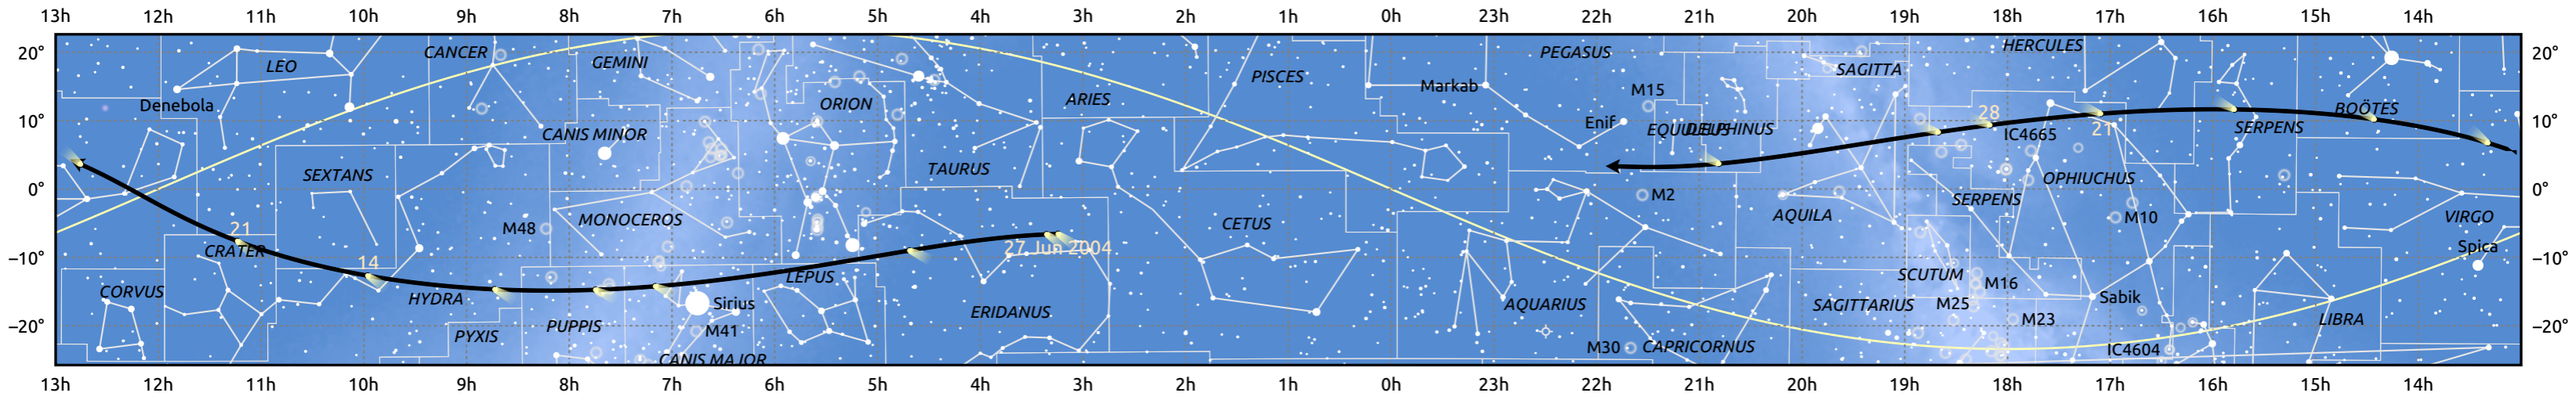 13h 12h 11h 10h 9h 8h 7h 6h 5h 4h 3h 2h 1h 0h 23h 22h 21h 20h 19h 18h 17h 16h 15h 14h
20° CANCER HERCULES 20°
LEO GEMINI PISCES PEGASUS SAGITTA
Denebola ORION ARIES Markab M15 28 BOÖTES
10° CANIS MINOR Enif EQUULEUS DELPHINUS IC4665 21 SERPENS 10°
SEXTANS TAURUS OPHIUCHUS
0° M2 SERPENS 0°
21 M48 MONOCEROS CETUS AQUILA M10 VIRGO
CRATER 27 Jun 2004 Spica
−10° 14 LEPUS SCUTUM M16 −10°
CORVUS HYDRA Sirius ERIDANUS AQUARIUS SAGITTARIUS M25 Sabik
−20° PYXIS PUPPIS M41 M23 LIBRA −20°
CANIS MAJOR M30 CAPRICORNUS IC4604
13h 12h 11h 10h 9h 8h 7h 6h 5h 4h 3h 2h 1h 0h 23h 22h 21h 20h 19h 18h 17h 16h 15h 14h